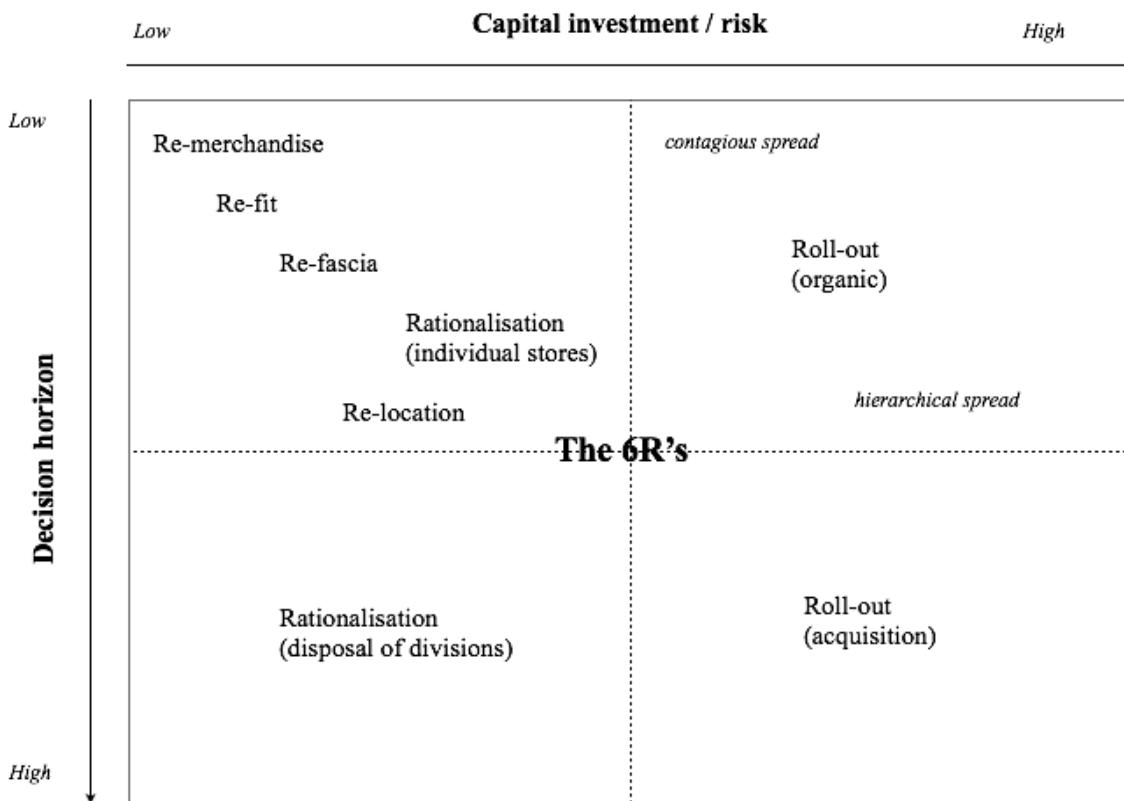 Low
Capital investment / risk
High
Low
Re-merchandise
contagious spread
Re-fit
Re-fascia
Roll-out
(organic)
Rationalisation
(individual stores)
Re-location
hierarchical spread
The 6R’s
Decision horizon
Rationalisation
(disposal of divisions)
Roll-out
(acquisition)
High